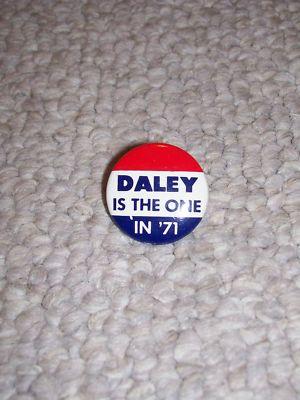 DALEY
IS THE ONE
IN '71